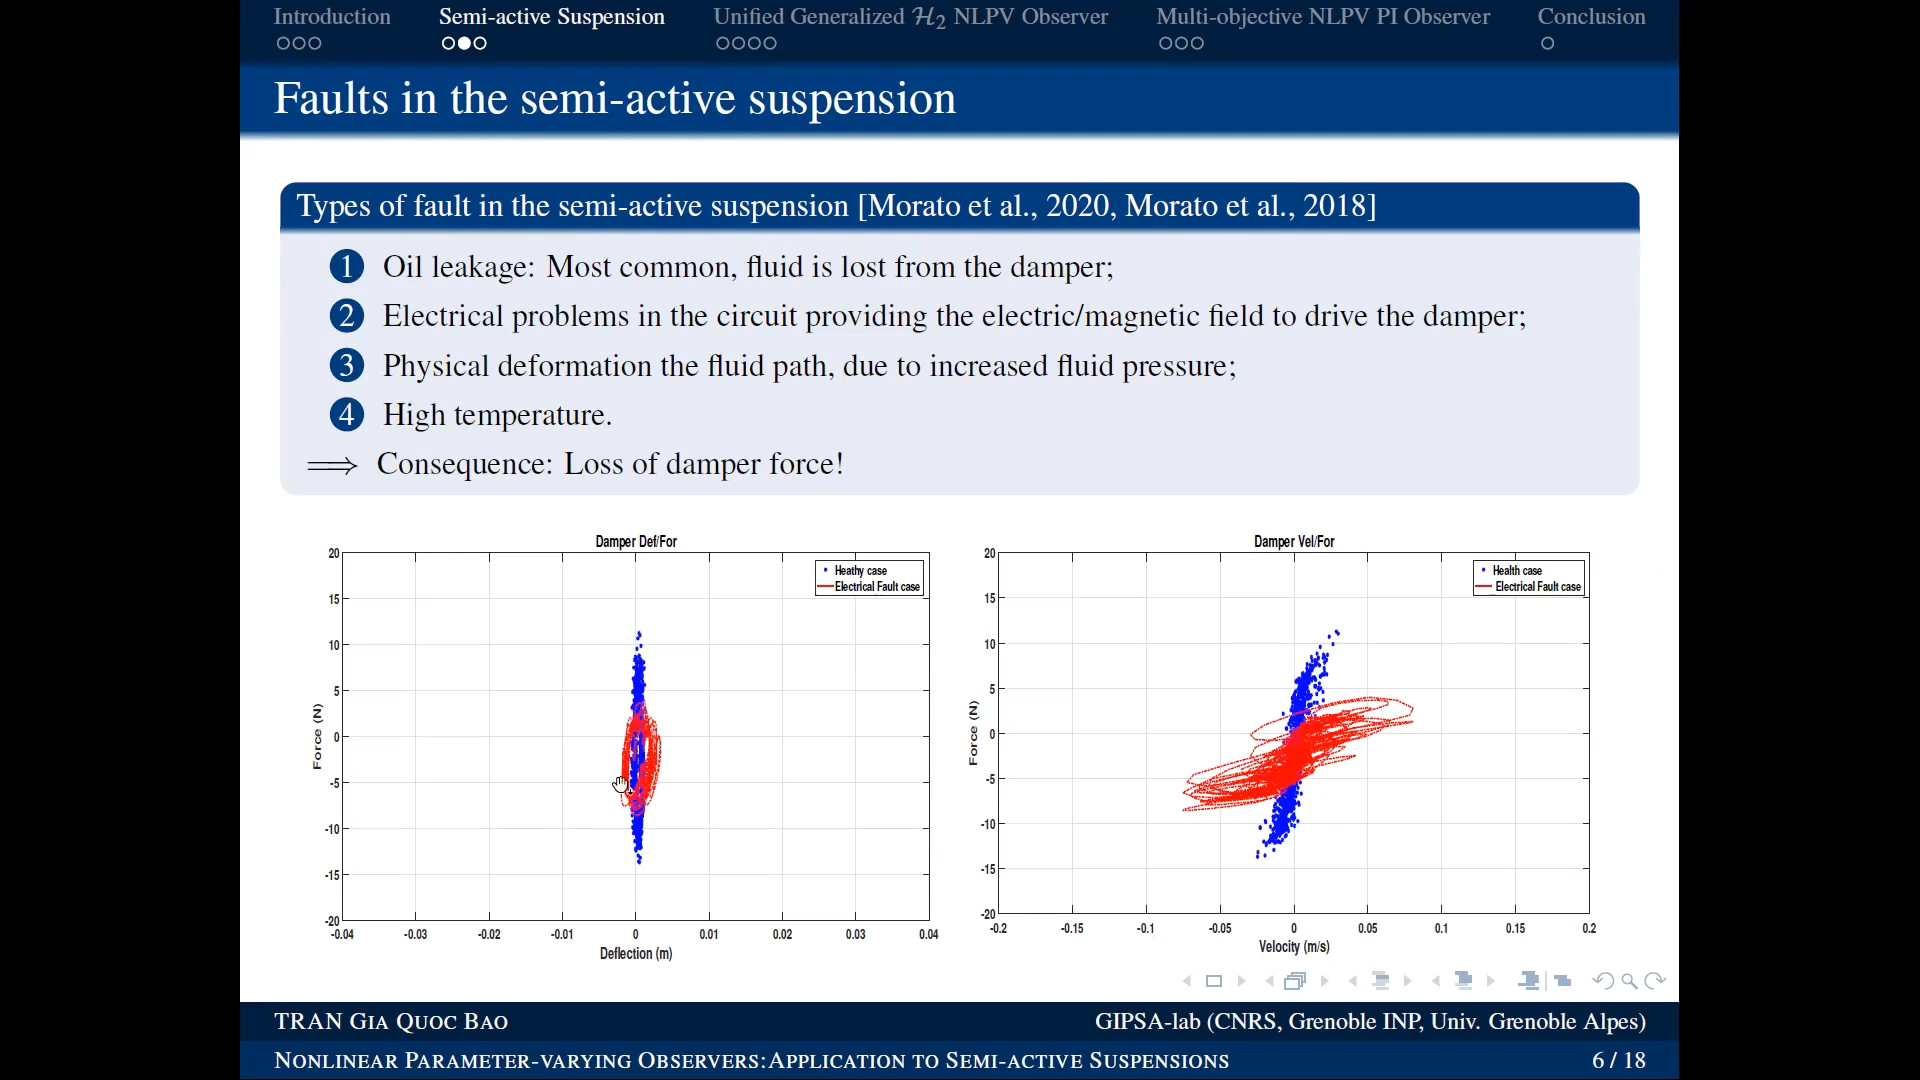 Introduction
Semi-active Suspension
Unified Generalized H2 NLPV Observer
Multi-objective NLPV PI Observer
Conclusion
Faults in the semi-active suspension
Types of fault in the semi-active suspension [Morato et al., 2020, Morato et al., 2018]
1 Oil leakage: Most common, fluid is lost from the damper;
2 Electrical problems in the circuit providing the electric/magnetic field to drive the damper;
3 Physical deformation the fluid path, due to increased fluid pressure;
4 High temperature.
⟹ Consequence: Loss of damper force!
Damper Def/For
Heathy case
Electrical Fault case
20
15
10
5
0
-5
-10
-15
-20
Force (N)
-0.04 -0.03 -0.02 -0.01 0 0.01 0.02 0.03 0.04
Deflection (m)
Damper Vel/For
Health case
Electrical Fault case
20
15
10
5
0
-5
-10
-15
-20
Force (N)
-0.2 -0.15 -0.1 -0.05 0 0.05 0.1 0.15 0.2
Velocity (m/s)
TRAN GIA QUOC BAO
GIPSA-lab (CNRS, Grenoble INP, Univ. Grenoble Alpes)
NONLINEAR PARAMETER-VARYING OBSERVERS:APPLICATION TO SEMI-ACTIVE SUSPENSIONS
6 / 18